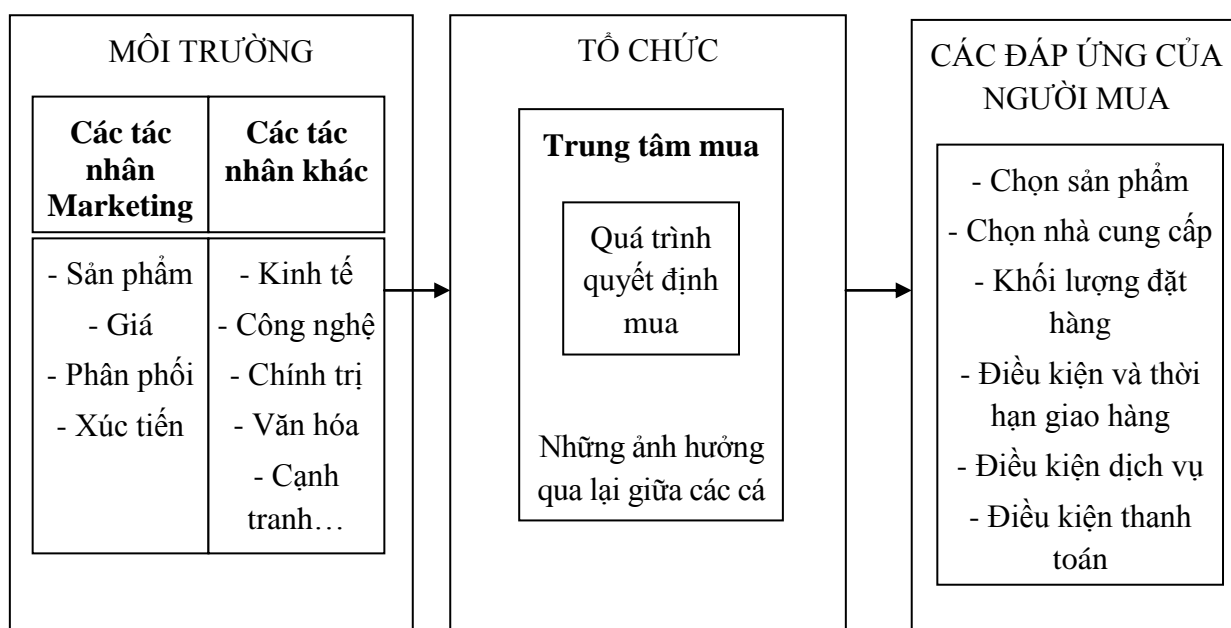 MÔI TRƯỜNG
Các tác
nhân
Marketing
Các tác
nhân khác
- Sản phẩm
- Giá
- Phân phối
- Xúc tiến
- Kinh tế
- Công nghệ
- Chính trị
- Văn hóa
- Cạnh
tranh…
TỔ CHỨC
Trung tâm mua
Quá trình
quyết định
mua
Những ảnh hưởng
qua lại giữa các cá
CÁC ĐÁP ỨNG CỦA
NGƯỜI MUA
- Chọn sản phẩm
- Chọn nhà cung cấp
- Khối lượng đặt
hàng
- Điều kiện và thời
hạn giao hàng
- Điều kiện dịch vụ
- Điều kiện thanh
toán